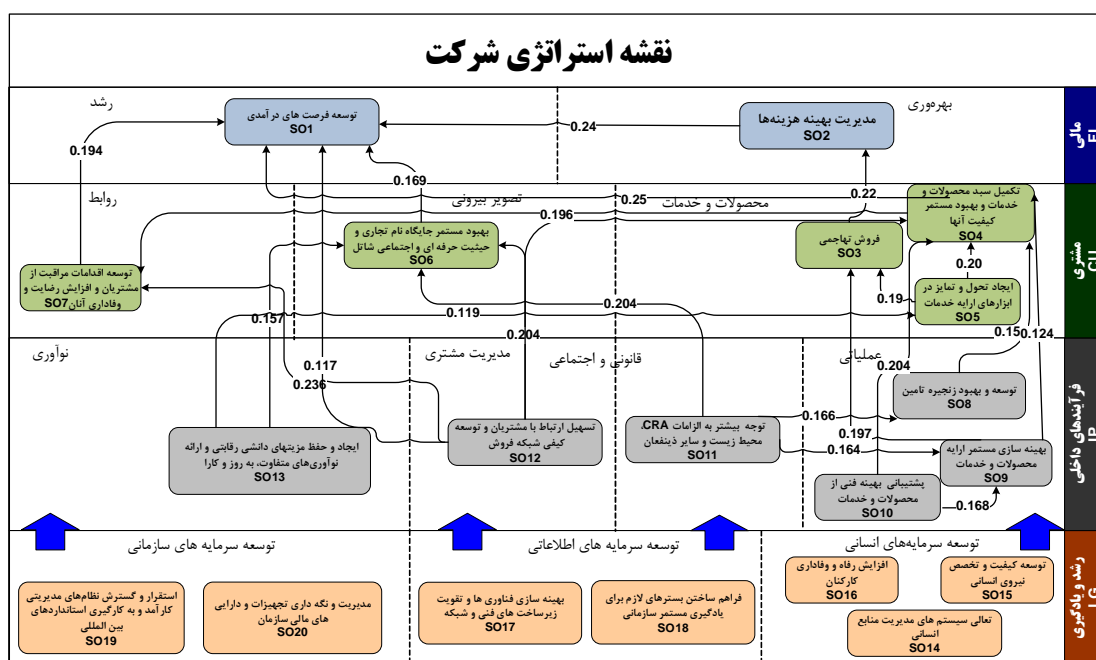 نقشه استراتژی شرکت
مالی
FI
بهره‌وری
رشد
مدیریت بهینه هزینه‌ها
SO2
توسعه فرصت های درآمدی
SO1
0.24
0.194
0.169
0.22
مشتری
CU
محصولات و خدمات
تصویر بیرونی
روابط
0.25
0.196
تکمیل سبد محصولات و
خدمات و بهبود مستمر
کیفیت آنها
SO4
فروش تهاجمی
SO3
بهبود مستمر جایگاه نام تجاری و
حیثیت حرفه ای و اجتماعی شاتل
SO6
توسعه اقدامات مراقبت از
مشتریان و افزایش رضایت و
وفاداری آنان SO7
ایجاد تحول و تمایز در
ابزارهای ارایه خدمات
SO5
0.20
0.19
0.204
0.119
0.157
0.15
0.124
فرآیندهای داخلی
IP
عملیاتی
قانونی و اجتماعی
مدیریت مشتری
نوآوری
0.204
0.204
0.117
0.236
توسعه و بهبود زنجیره تامین
SO8
توجه بیشتر به الزامات CRA،
محیط زیست و سایر ذینفعان
SO11
تسهیل ارتباط با مشتریان و توسعه
کیفی شبکه فروش
SO12
ایجاد و حفظ مزیتهای دانشی رقابتی و ارائه
نوآوری‌های متفاوت، به روز و کارا
SO13
0.166
0.197
0.164
بهینه سازی مستمر ارایه
محصولات و خدمات
SO9
پشتیبانی بهینه فنی از
محصولات و خدمات
SO10
0.168
رشد و یادگیری
LG
توسعه سرمایه‌های انسانی
توسعه سرمایه های اطلاعاتی
توسعه سرمایه های سازمانی
توسعه کیفیت و تخصص
نیروی انسانی
SO15
افزایش رفاه و وفاداری
کارکنان
SO16
تعالی سیستم های مدیریت منابع
انسانی
SO14
فراهم ساختن بسترهای لازم برای
یادگیری مستمر سازمانی
SO18
بهینه سازی فناوری ها و تقویت
زیرساخت های فنی و شبکه
SO17
مدیریت و نگه داری تجهیزات و دارایی
های مالی سازمان
SO20
استقرار و گسترش نظام‌های مدیریتی
کارآمد و به کارگیری استانداردهای
بین المللی
SO19